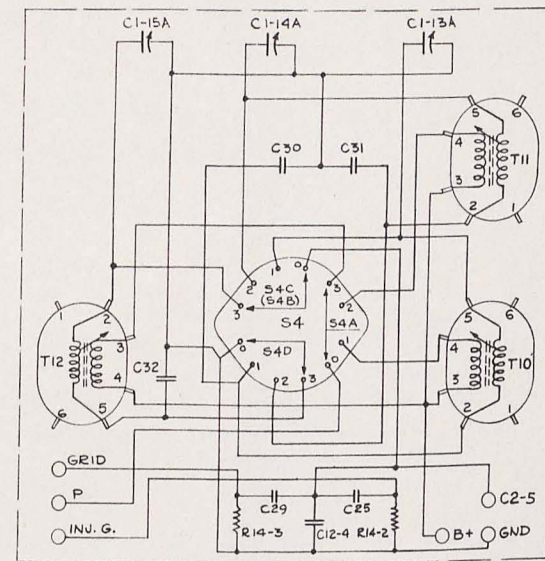 C1-15A C1-14A C1-13A
5 6
4
C30 C31 T11
3
2 1
1 0
2 3
S4C
(S4B)
3 2
S4 S4A
0 1
S4D
1 0
2 3
1 2
3
T12
4
C32
6 5
5 6
4
T10
3
2 1
GRID
P
INJ. G.
C29 C25
R14-3 C12-4 R14-2
C2-5
B+ GND